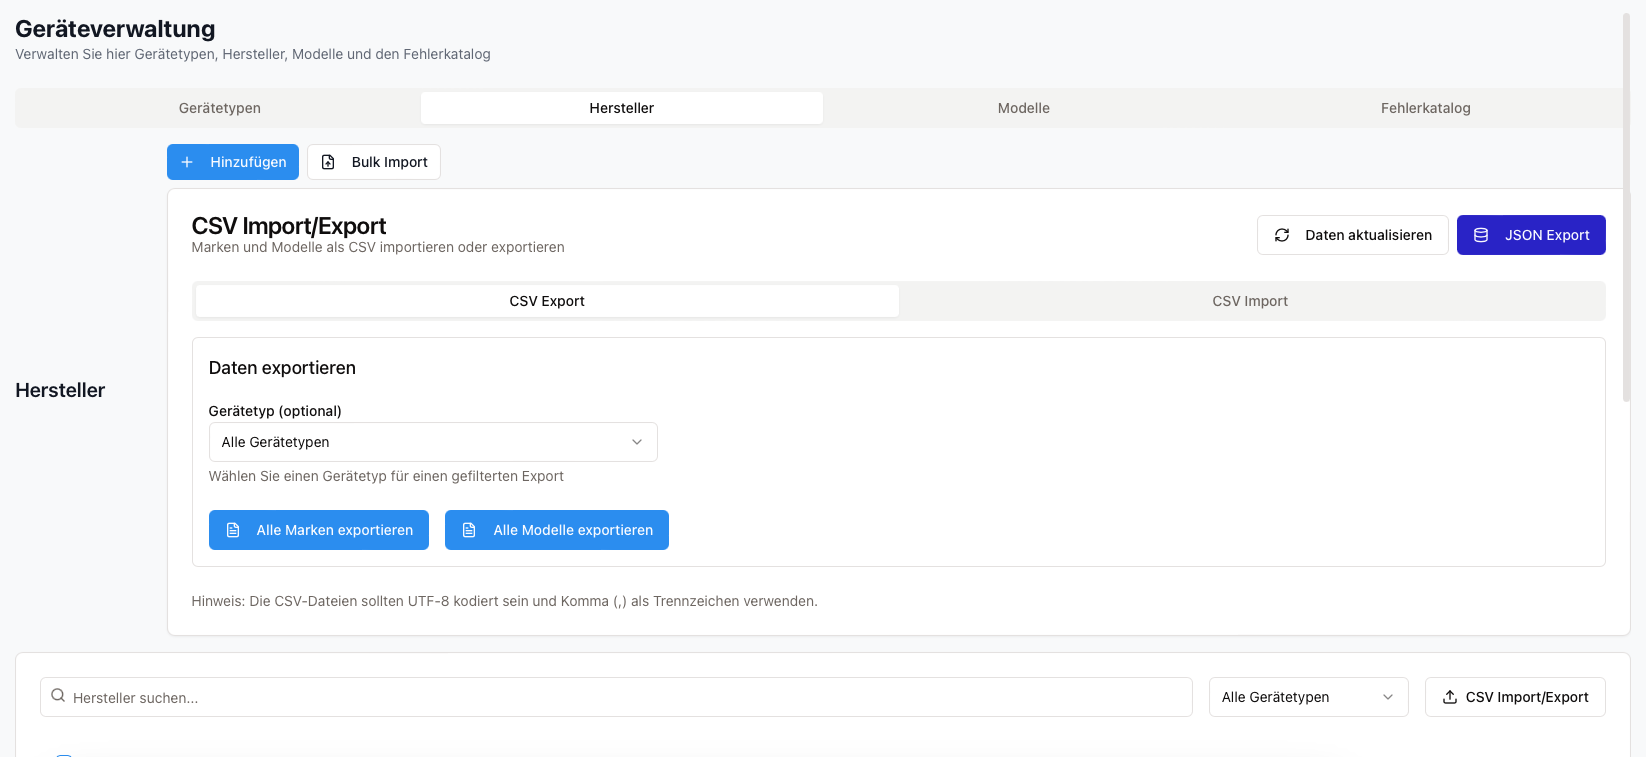 Geräteverwaltung
Verwalten Sie hier Gerätetypen, Hersteller, Modelle und den Fehlerkatalog
Gerätetypen
Hersteller
Modelle
Fehlerkatalog
Hinzufügen
Bulk Import
CSV Import/Export
Marken und Modelle als CSV importieren oder exportieren
Daten aktualisieren
JSON Export
CSV Export
CSV Import
Daten exportieren
Hersteller
Gerätetyp (optional)
Alle Gerätetypen
Wählen Sie einen Gerätetyp für einen gefilterten Export
Alle Marken exportieren
Alle Modelle exportieren
Hinweis: Die CSV-Dateien sollten UTF-8 kodiert sein und Komma (,) als Trennzeichen verwenden.
Hersteller suchen...
Alle Gerätetypen
CSV Import/Export